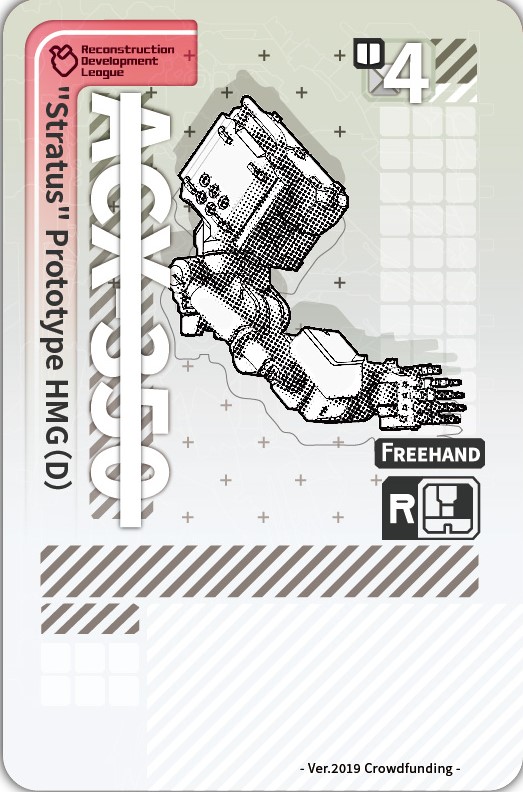 Reconstruction
Development
League
4
"Stratus" Prototype HMG(D)
ACX-350
FREEHAND
R
- Ver.2019 Crowdfunding -